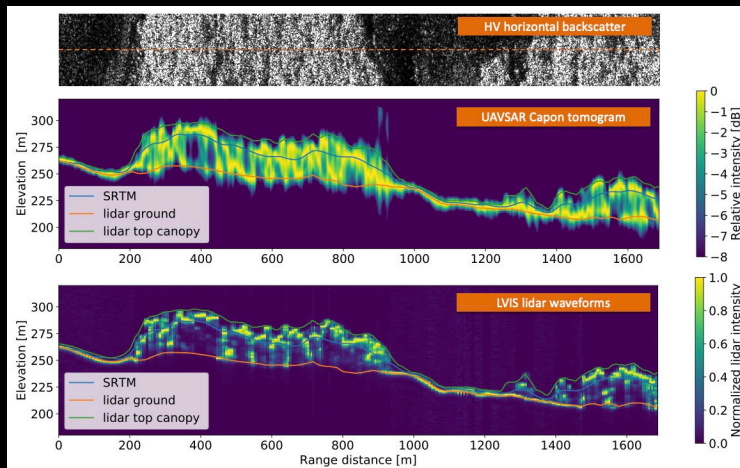 HV horizontal backscatter
UAVSAR Capon tomogram
300
275
250
225
200
Elevation [m]
SRTM
lidar ground
lidar top canopy
0 200 400 600 800 1000 1200 1400 1600
0
−1
−2
−3
−4
−5
−6
−7
−8
Relative intensity [dB]
LVIS lidar waveforms
300
275
250
225
200
Elevation [m]
SRTM
lidar ground
lidar top canopy
0 200 400 600 800 1000 1200 1400 1600
Range distance [m]
1.0
0.8
0.6
0.4
0.2
0.0
Normalized lidar intensity